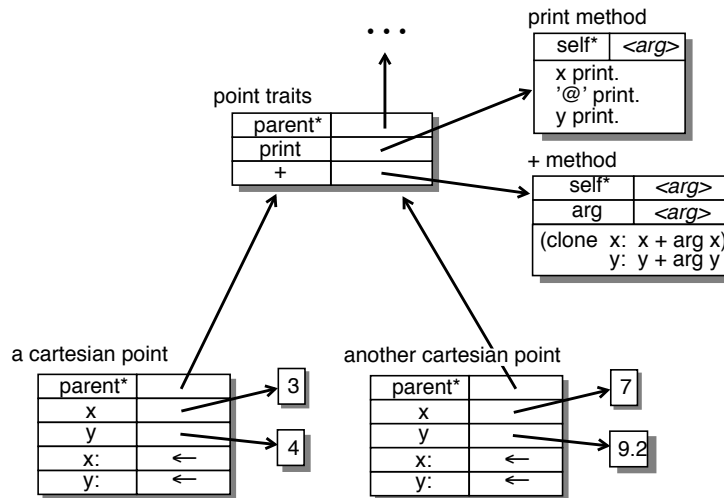 • • •
print method
self* <arg>
x print.
'@' print.
y print.
point traits
parent*
print
+
+ method
self* <arg>
arg <arg>
(clone x: x + arg x)
y: y + arg y
a cartesian point
parent*
x
y
x: ←
y: ←
3
4
another cartesian point
parent*
x
y
x: ←
y: ←
7
9.2